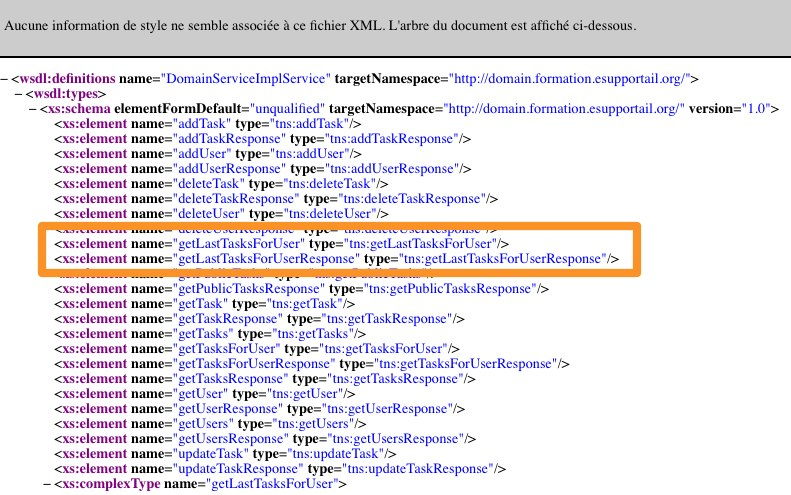 Aucune information de style ne semble associée à ce fichier XML. L'arbre du document est affiché ci-dessous.
– <wsdl:definitions name="DomainServiceImplService" targetNamespace="http://domain.formation.esupportail.org/">
– <wsdl:types>
– <xs:schema elementFormDefault="unqualified" targetNamespace="http://domain.formation.esupportail.org/" version="1.0">
<xs:element name="addTask" type="tns:addTask"/>
<xs:element name="addTaskResponse" type="tns:addTaskResponse"/>
<xs:element name="addUser" type="tns:addUser"/>
<xs:element name="addUserResponse" type="tns:addUserResponse"/>
<xs:element name="deleteTask" type="tns:deleteTask"/>
<xs:element name="deleteTaskResponse" type="tns:deleteTaskResponse"/>
<xs:element name="deleteUser" type="tns:deleteUser"/>
<xs:element name="deleteUserResponse" type="tns:deleteUserResponse"/>
<xs:element name="getLastTasksForUser" type="tns:getLastTasksForUser"/>
<xs:element name="getLastTasksForUserResponse" type="tns:getLastTasksForUserResponse"/>
<xs:element name="getPublicTasksResponse" type="tns:getPublicTasksResponse"/>
<xs:element name="getTask" type="tns:getTask"/>
<xs:element name="getTaskResponse" type="tns:getTaskResponse"/>
<xs:element name="getTasks" type="tns:getTasks"/>
<xs:element name="getTasksForUser" type="tns:getTasksForUser"/>
<xs:element name="getTasksForUserResponse" type="tns:getTasksForUserResponse"/>
<xs:element name="getTasksResponse" type="tns:getTasksResponse"/>
<xs:element name="getUser" type="tns:getUser"/>
<xs:element name="getUserResponse" type="tns:getUserResponse"/>
<xs:element name="getUsers" type="tns:getUsers"/>
<xs:element name="getUsersResponse" type="tns:getUsersResponse"/>
<xs:element name="updateTask" type="tns:updateTask"/>
<xs:element name="updateTaskResponse" type="tns:updateTaskResponse"/>
– <xs:complexType name="getLastTasksForUser">